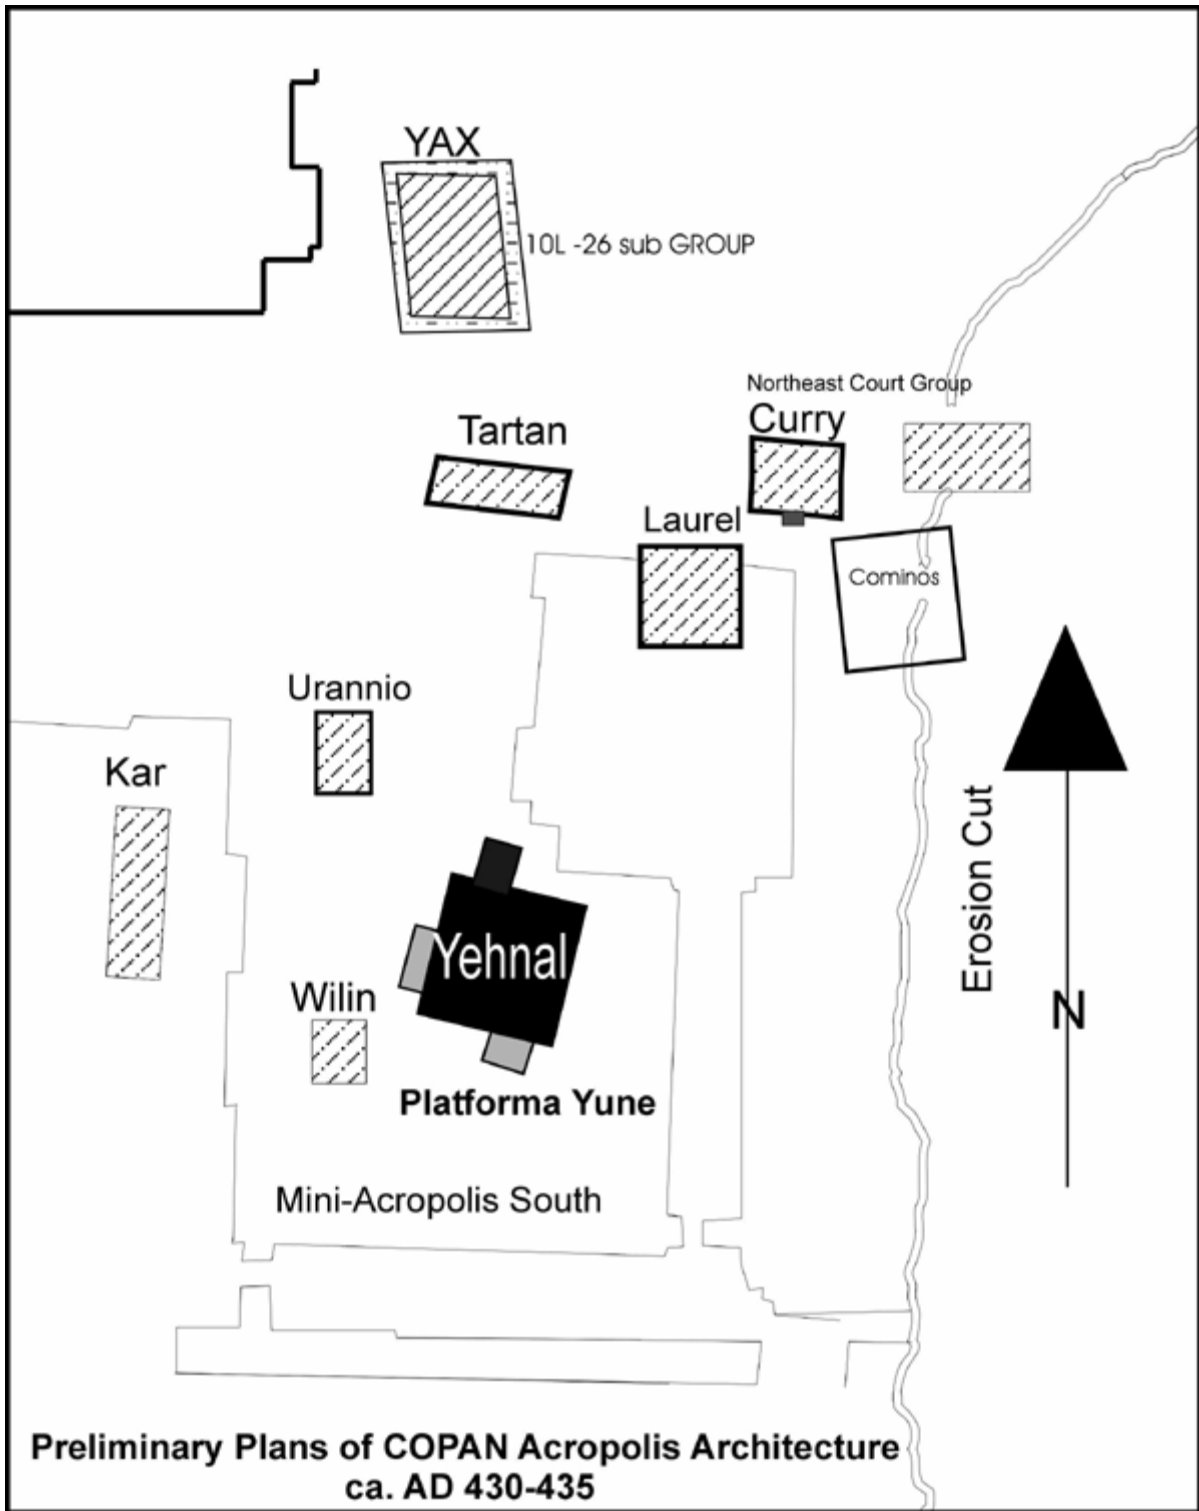 YAX
10L -26 sub GROUP
Northeast Court Group
Curry
Tartan
Laurel
Cominos
Urannio
Kar
Erosion Cut
Yehnal
Wilin
N
Platforma Yune
Mini-Acropolis South
Preliminary Plans of COPAN Acropolis Architecture
ca. AD 430-435